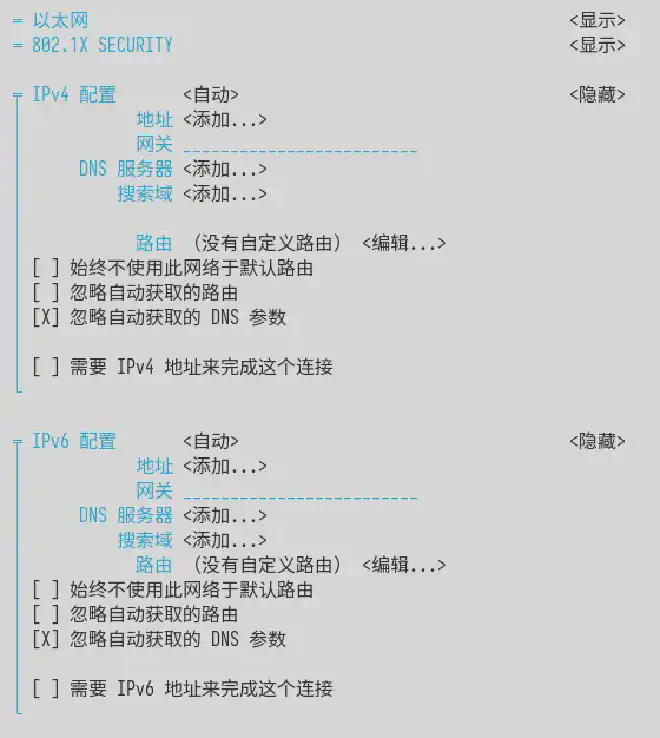 = 以太网 <显示>
= 802.1X SECURITY <显示>
IPv4 配置 <自动> <隐藏>
地址 <添加...>
网关 _________________________
DNS 服务器 <添加...>
搜索域 <添加...>
路由 (没有自定义路由) <编辑...>
[ ] 始终不使用此网络于默认路由
[ ] 忽略自动获取的路由
[X] 忽略自动获取的 DNS 参数
[ ] 需要 IPv4 地址来完成这个连接
IPv6 配置 <自动> <隐藏>
地址 <添加...>
网关 _________________________
DNS 服务器 <添加...>
搜索域 <添加...>
路由 (没有自定义路由) <编辑...>
[ ] 始终不使用此网络于默认路由
[ ] 忽略自动获取的路由
[X] 忽略自动获取的 DNS 参数
[ ] 需要 IPv6 地址来完成这个连接